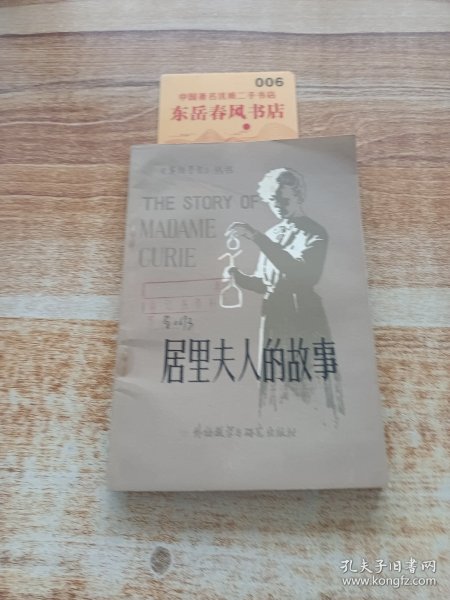 006
中国著名优质二手书店
东岳春风书店
《英语学习》丛书
THE STORY OF
MADAME
CURIE
居里夫人的故事
外语教学与研究出版社
孔夫子旧书网
www.kongfz.com